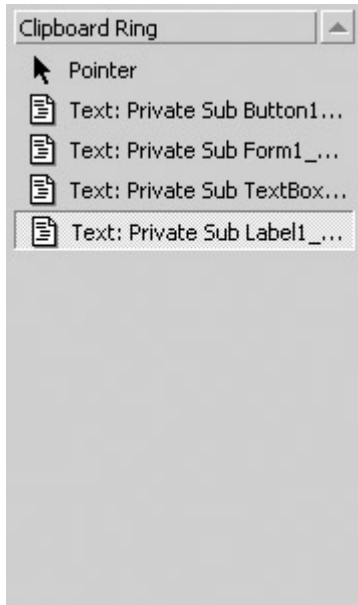 Clipboard Ring
Pointer
Text: Private Sub Button1...
Text: Private Sub Form1_...
Text: Private Sub TextBox...
Text: Private Sub Label1_...